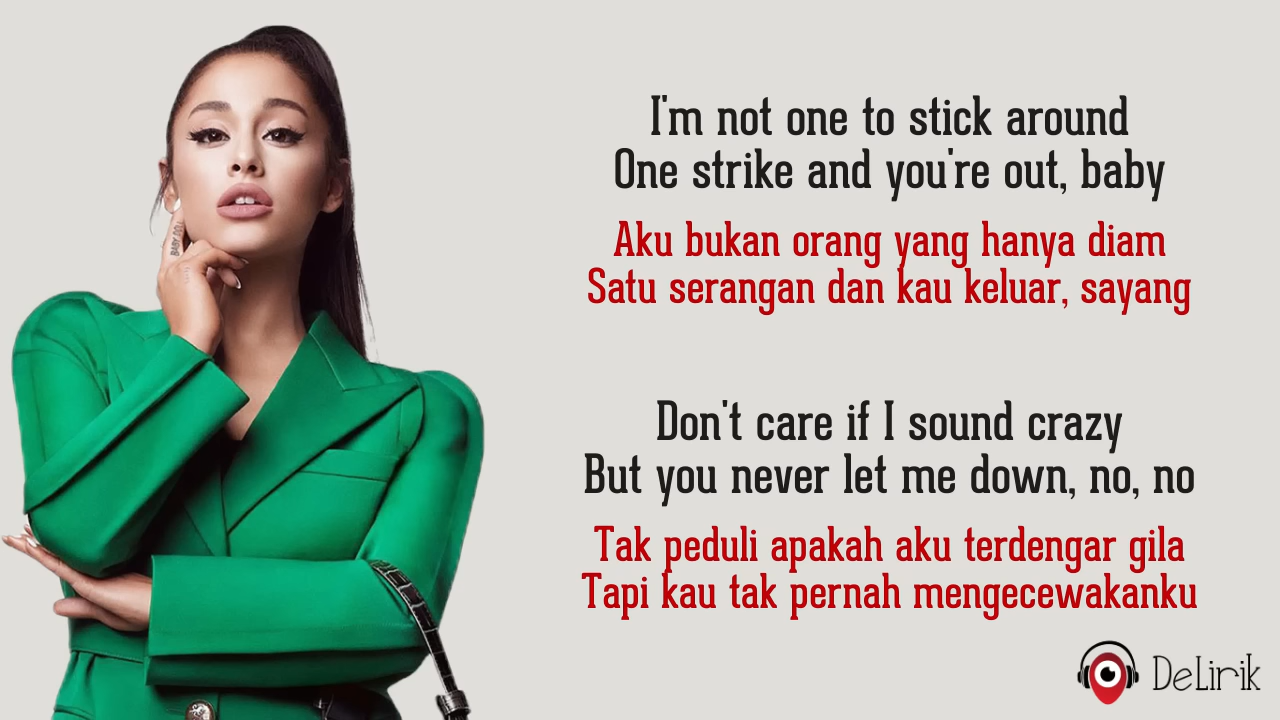 I'm not one to stick around
One strike and you're out, baby
Aku bukan orang yang hanya diam
Satu serangan dan kau keluar, sayang
Don't care if I sound crazy
But you never let me down, no, no
Tak peduli apakah aku terdengar gila
Tapi kau tak pernah mengecewakanku
DeLirik